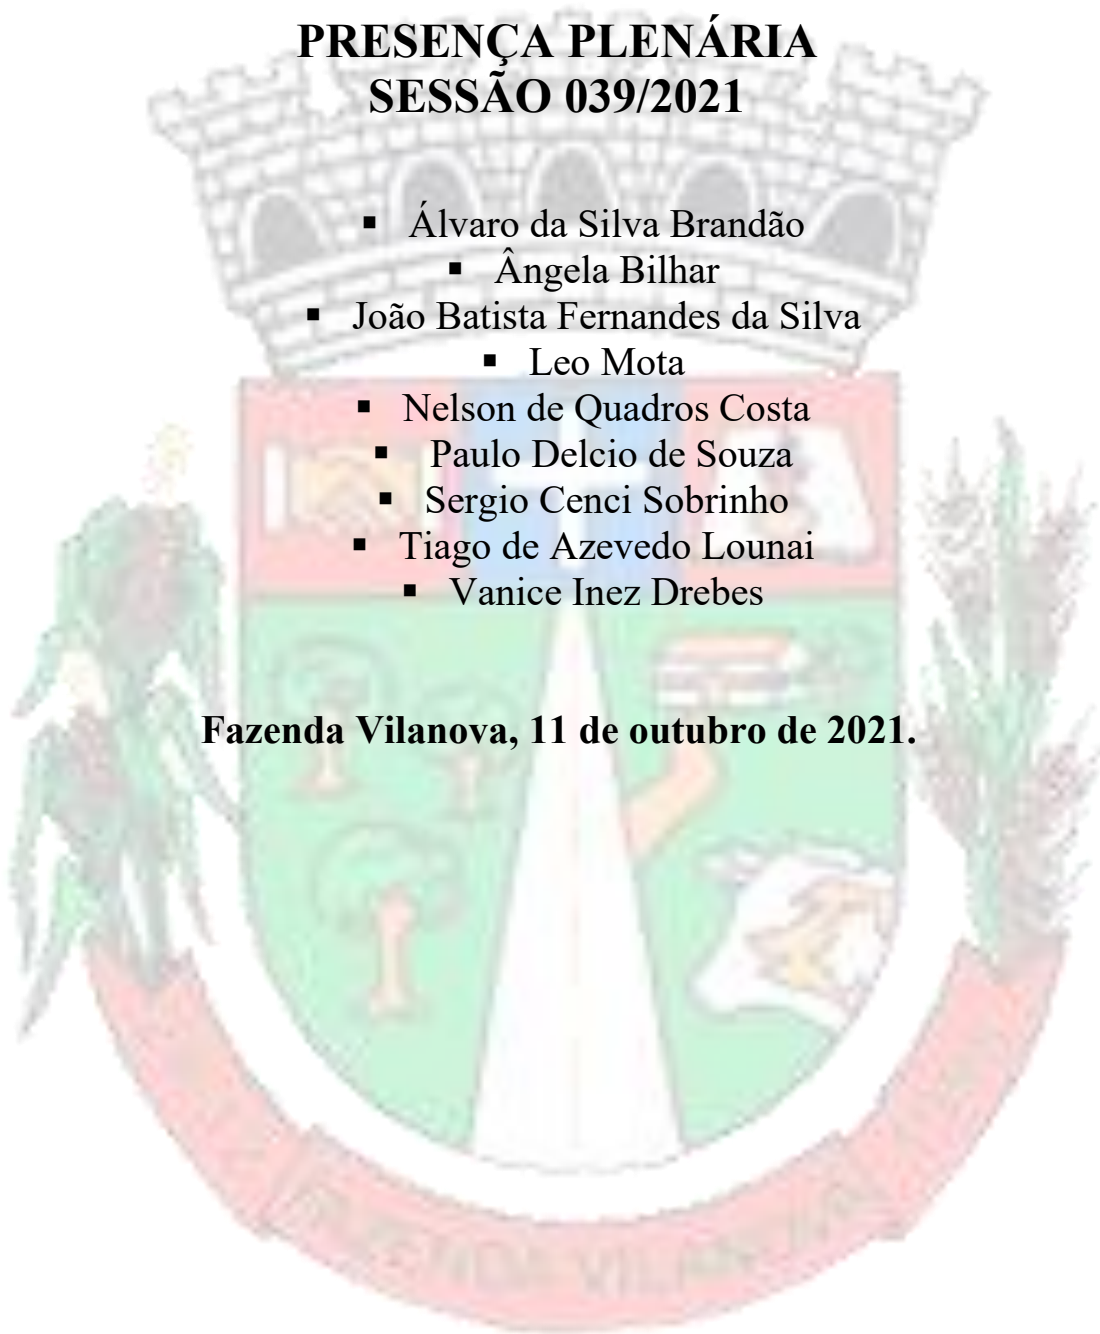 PRESENÇA PLENÁRIA
SESSÃO 039/2021
▪ Álvaro da Silva Brandão
▪ Ângela Bilhar
▪ João Batista Fernandes da Silva
▪ Leo Mota
▪ Nelson de Quadros Costa
▪ Paulo Delcio de Souza
▪ Sergio Cenci Sobrinho
▪ Tiago de Azevedo Lounai
▪ Vanice Inez Drebes
Fazenda Vilanova, 11 de outubro de 2021.
FAZENDA VILANOVA